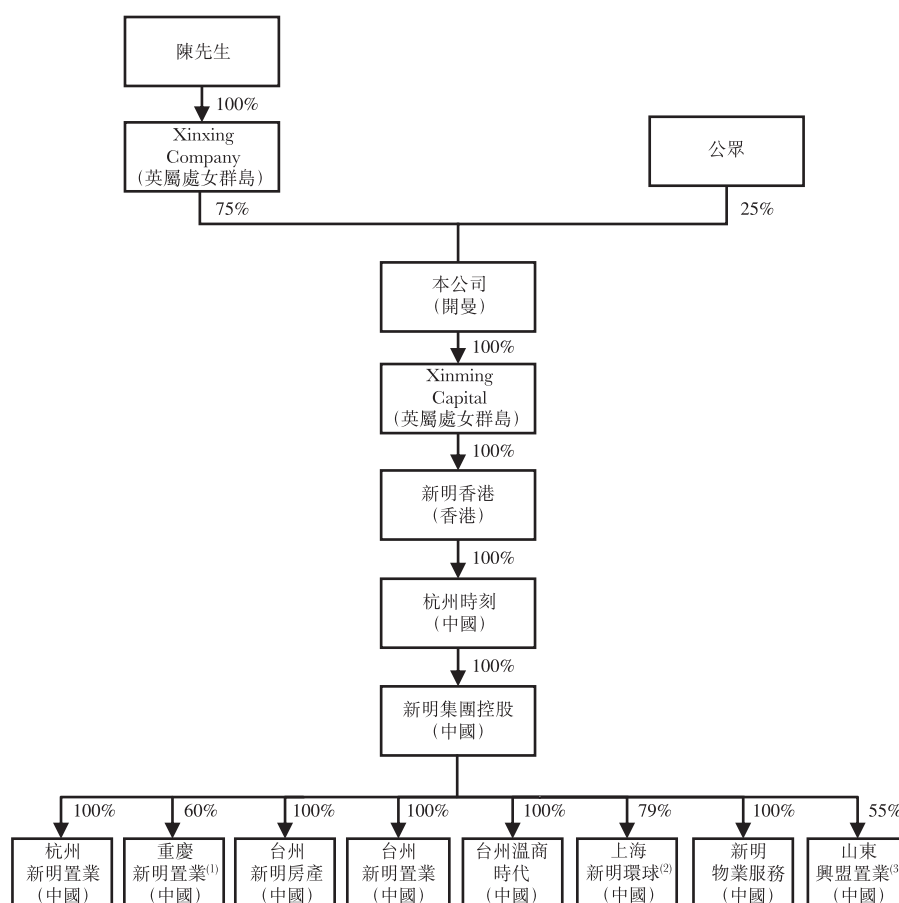 陳先生
100%
Xinxing
Company
（英屬處女群島）
公眾
75%
25%
本公司
（開曼）
100%
Xinming
Capital
（英屬處女群島）
100%
新明香港
（香港）
100%
杭州時刻
（中國）
100%
新明集團控股
（中國）
100%
60%
100%
100%
100%
79%
100%
55%
杭州
新明置業
（中國）
重慶
新明置業(1)
（中國）
台州
新明房產
（中國）
台州
新明置業
（中國）
台州溫商
時代
（中國）
上海
新明環球(2)
（中國）
新明
物業服務
（中國）
山東
興盟置業(3
（中國）